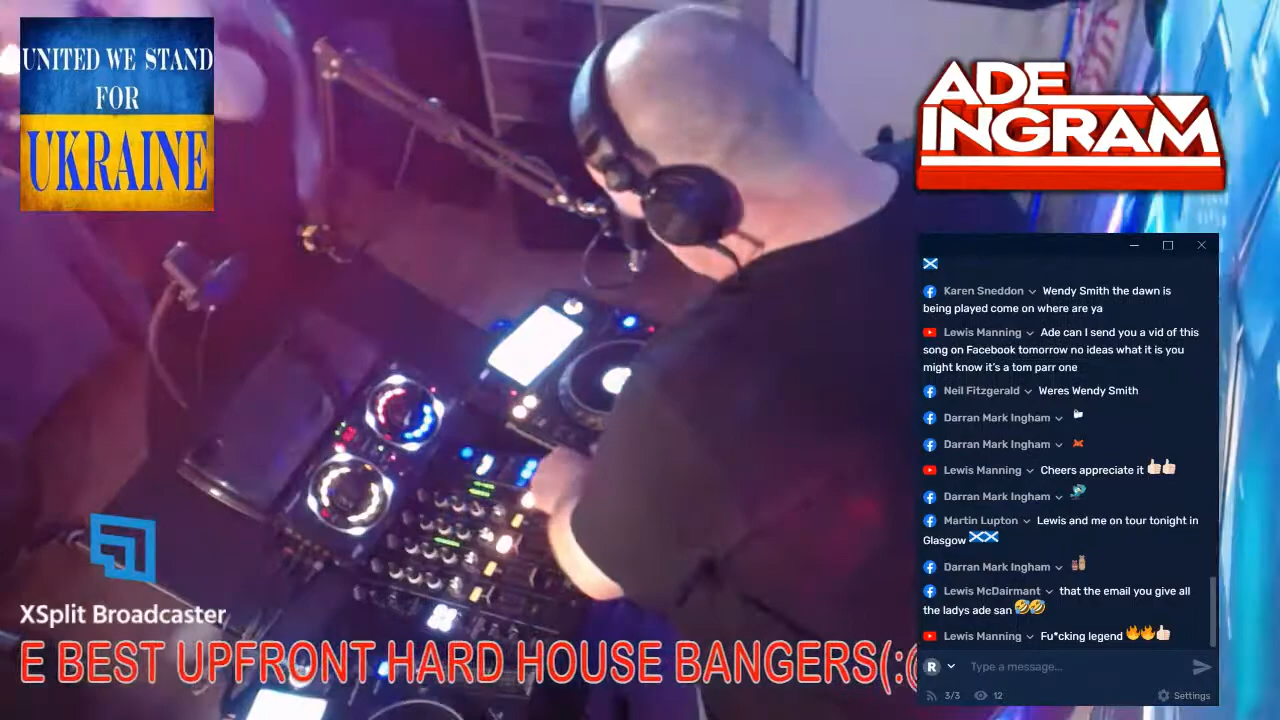 UNITED WE STAND
FOR
UKRAINE
ADE
INGRAM
Karen Sneddon Wendy Smith the dawn is
being played come on where are ya
Lewis Manning Ade can I send you a vid of this
song on Facebook tomorrow no ideas what it is you
might know it's a tom parr one
Neil Fitzgerald Weres Wendy Smith
Darran Mark Ingham
Darran Mark Ingham
Lewis Manning Cheers appreciate it 👍🏻👍🏻
Darran Mark Ingham
Martin Lupton Lewis and me on tour tonight in
Glasgow 🏴󠁧󠁢󠁳󠁣󠁴󠁿🏴󠁧󠁢󠁳󠁣󠁴󠁿
Darran Mark Ingham
Lewis McDairmant that the email you give all
the ladys ade san 🤣🤣
Lewis Manning Fu*cking legend 🔥🔥👍🏻
R Type a message...
3/3 12 Settings
XSplit Broadcaster
E BEST UPFRONT HARD HOUSE BANGERS(:@